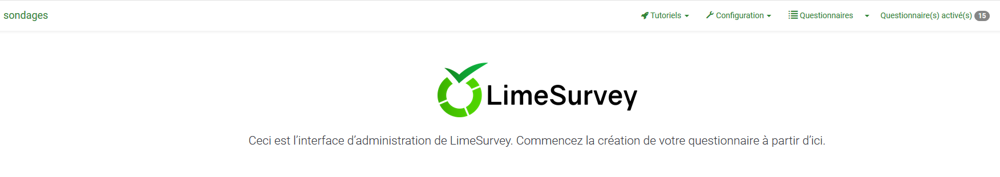 sondages
Tutoriels
Configuration
Questionnaires
Questionnaire(s) activé(s) 15
LimeSurvey
Ceci est l’interface d’administration de LimeSurvey. Commencez la création de votre questionnaire à partir d’ici.